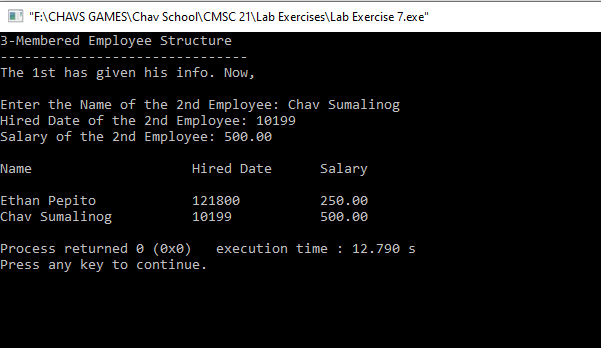 "F:\CHAVS GAMES\Chav School\CMSC 21\Lab Exercises\Lab Exercise 7.exe"
3-Membered Employee Structure
-------------------------------
The 1st has given his info. Now,
Enter the Name of the 2nd Employee: Chav Sumalinog
Hired Date of the 2nd Employee: 10199
Salary of the 2nd Employee: 500.00
Name Hired Date Salary
Ethan Pepito 121800 250.00
Chav Sumalinog 10199 500.00
Process returned 0 (0x0)   execution time : 12.790 s
Press any key to continue.